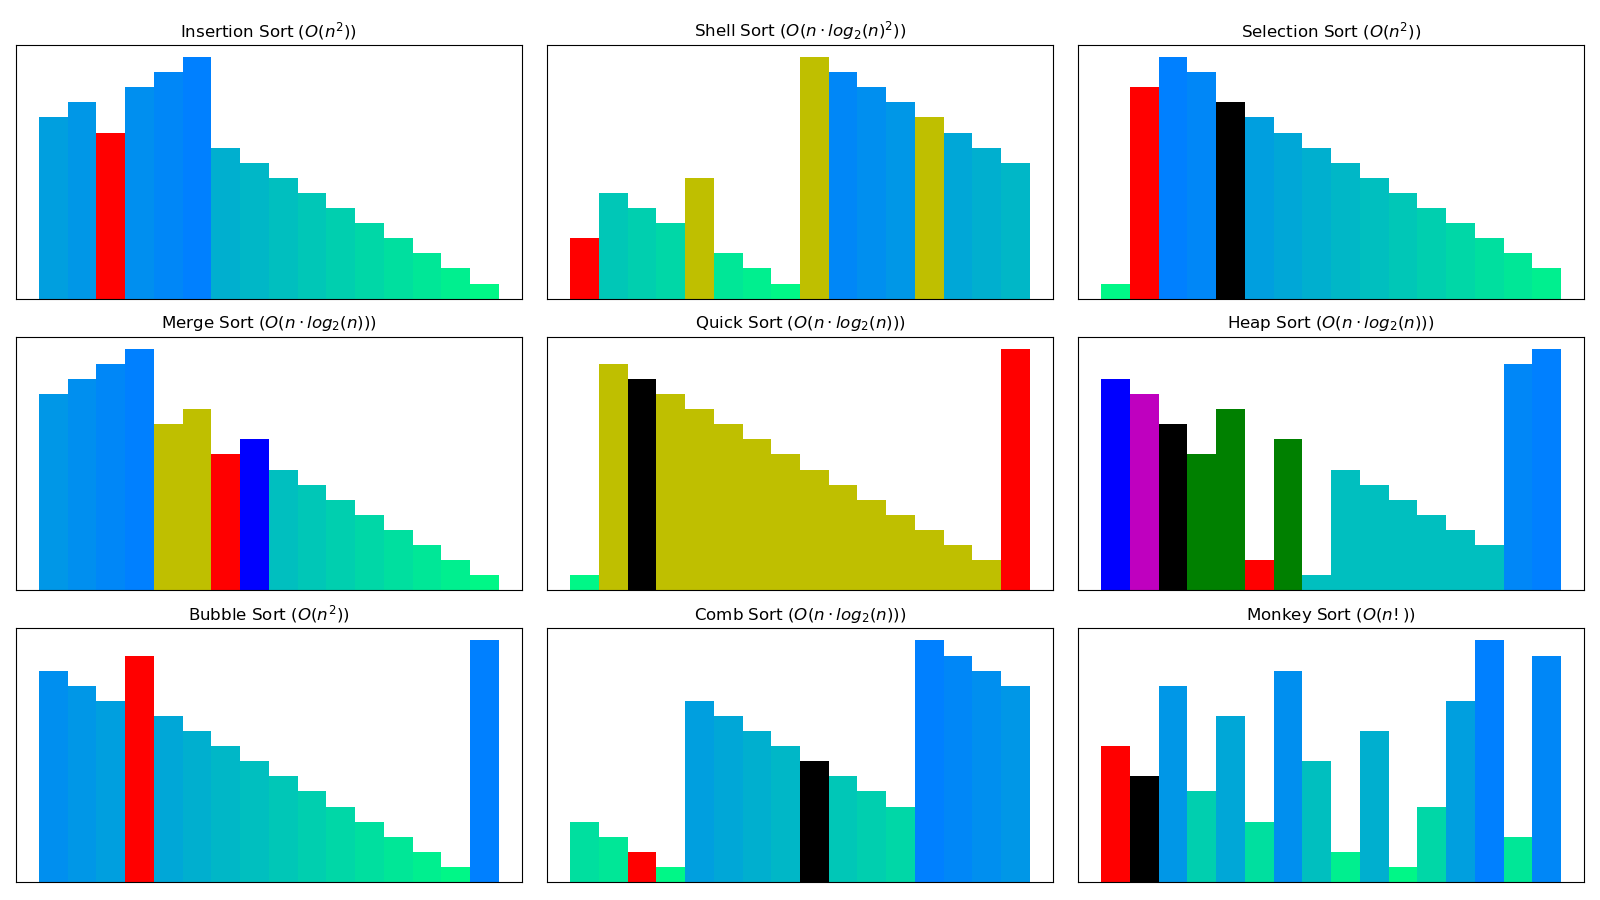 Insertion Sort (O(n²))
Shell Sort (O(n · log₂(n)²))
Selection Sort (O(n²))
Merge Sort (O(n · log₂(n)))
Quick Sort (O(n · log₂(n)))
Heap Sort (O(n · log₂(n)))
Bubble Sort (O(n²))
Comb Sort (O(n · log₂(n)))
Monkey Sort (O(n!))